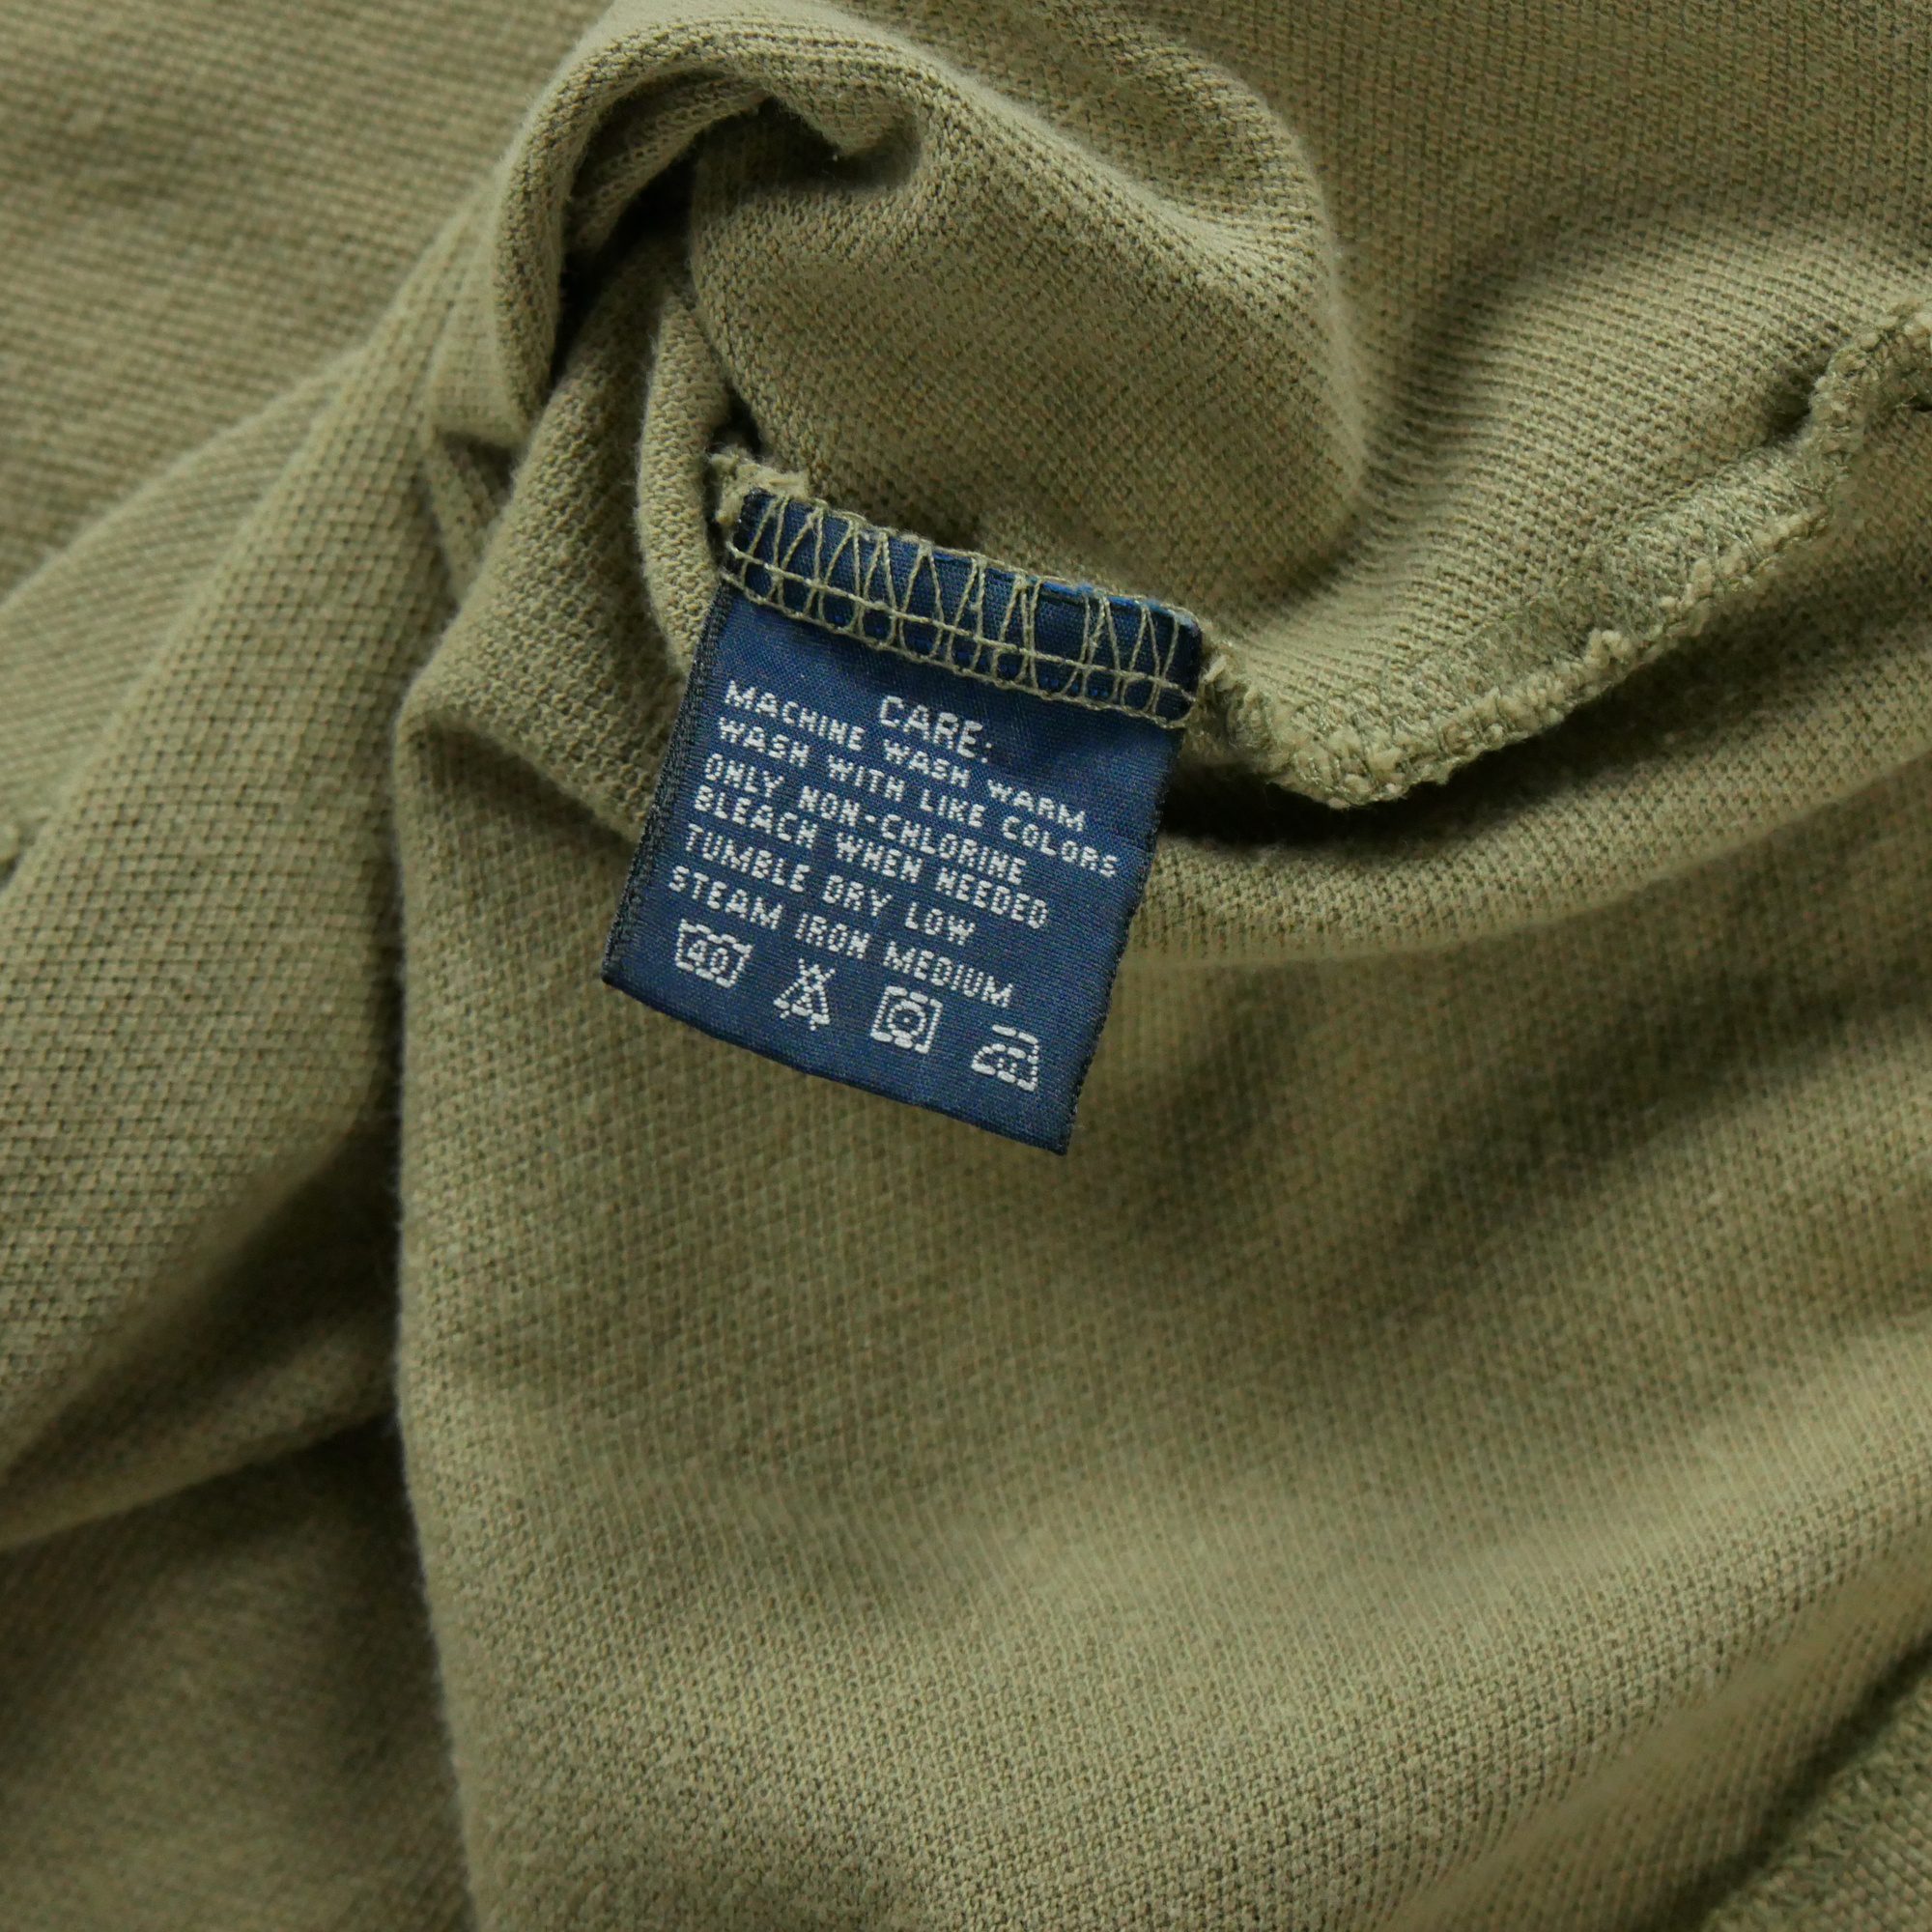 CARE:
MACHINE WASH WARM
WASH WITH LIKE COLORS
ONLY NON-CHLORINE
BLEACH WHEN NEEDED
TUMBLE DRY LOW
STEAM IRON MEDIUM
40